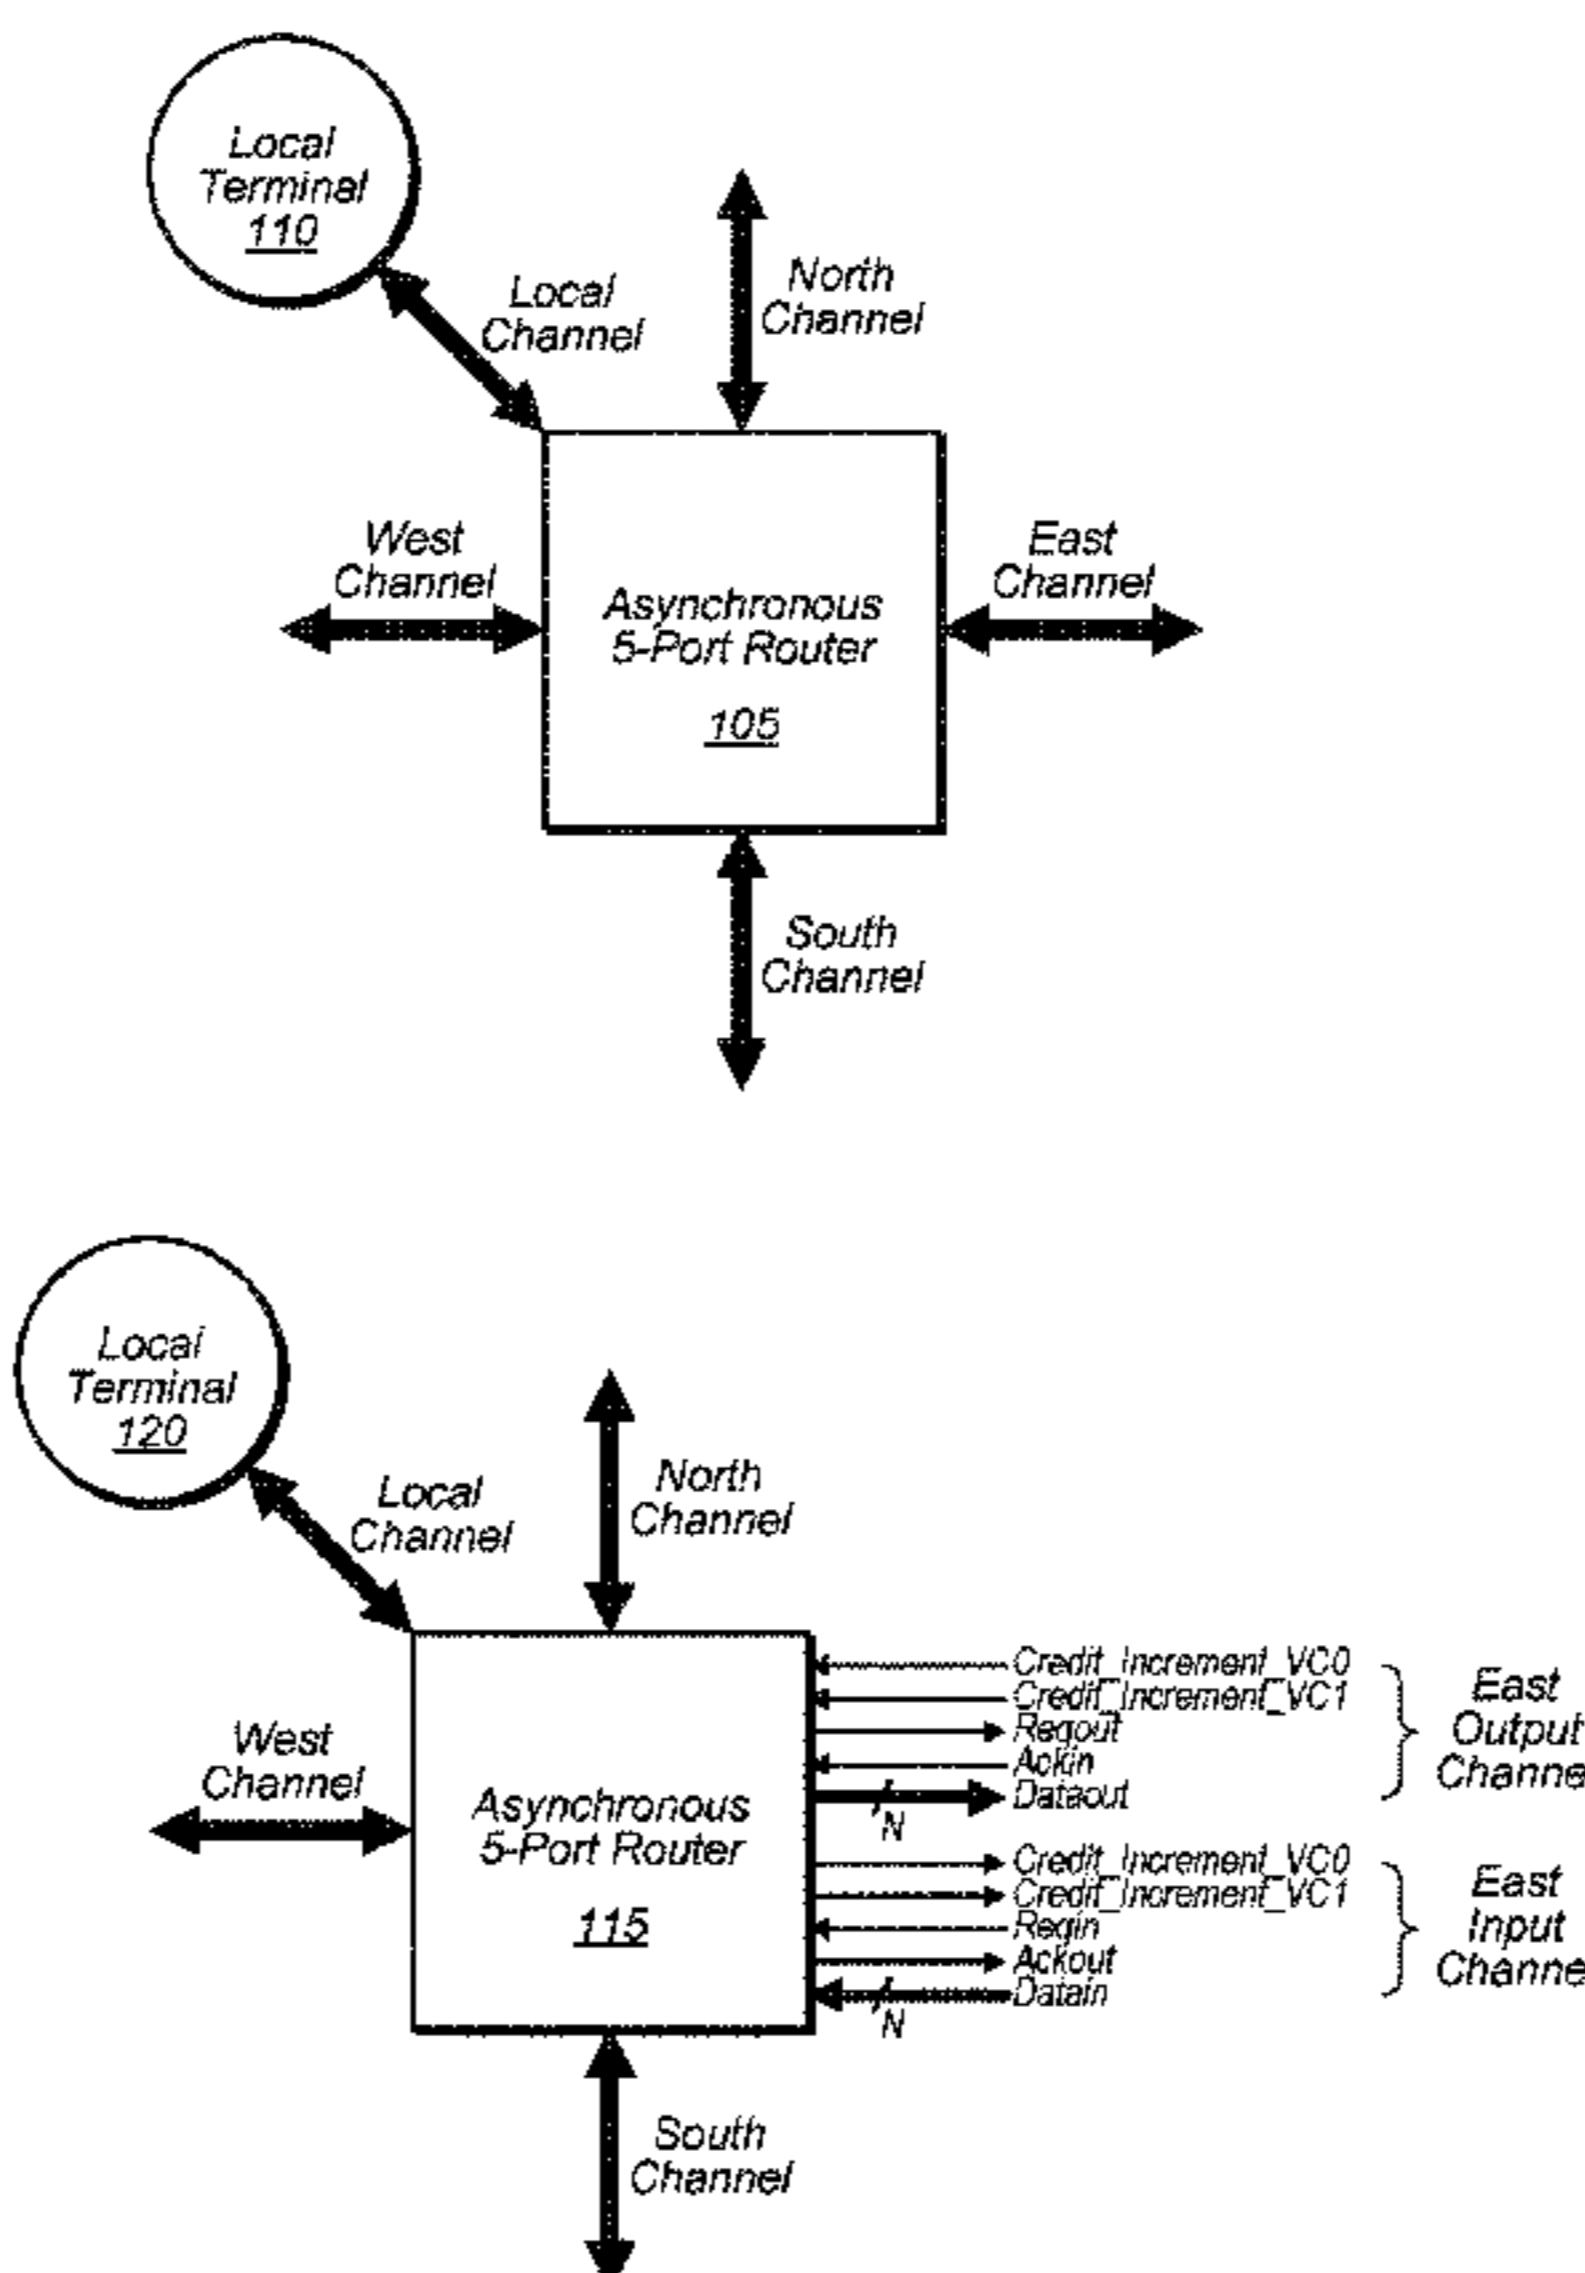 Local
Terminal
110
Local
Channel
North
Channel
West
Channel
East
Channel
Asynchronous
5-Port Router
105
South
Channel
Local
Terminal
120
Local
Channel
North
Channel
West
Channel
Asynchronous
5-Port Router
115
Credit_Increment_VC0
Credit_Increment_VC1
Reqout
Ackin
Dataout
N
East
Output
Channel
Credit_Increment_VC0
Credit_Increment_VC1
Reqin
Ackout
Datain
N
East
Input
Channel
South
Channel